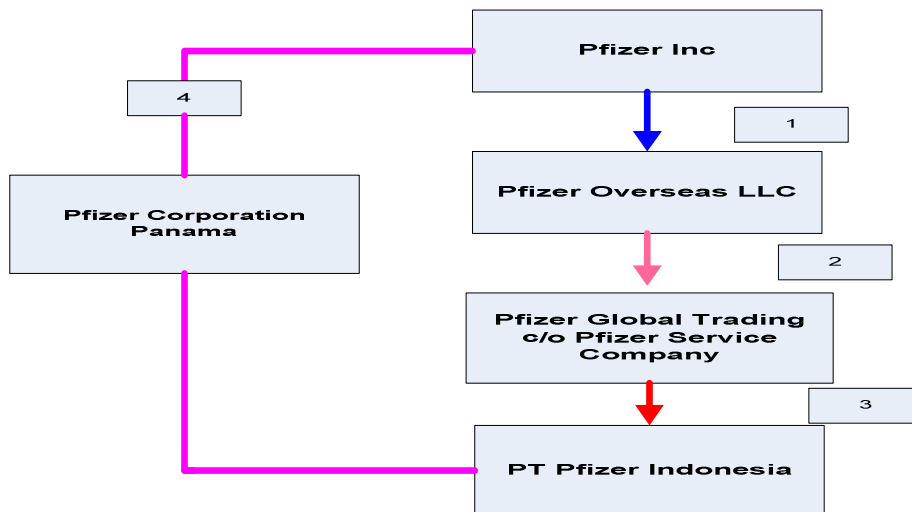 Pfizer Inc
4
1
Pfizer Overseas LLC
Pfizer Corporation
Panama
2
Pfizer Global Trading
c/o Pfizer Service
Company
3
PT Pfizer Indonesia